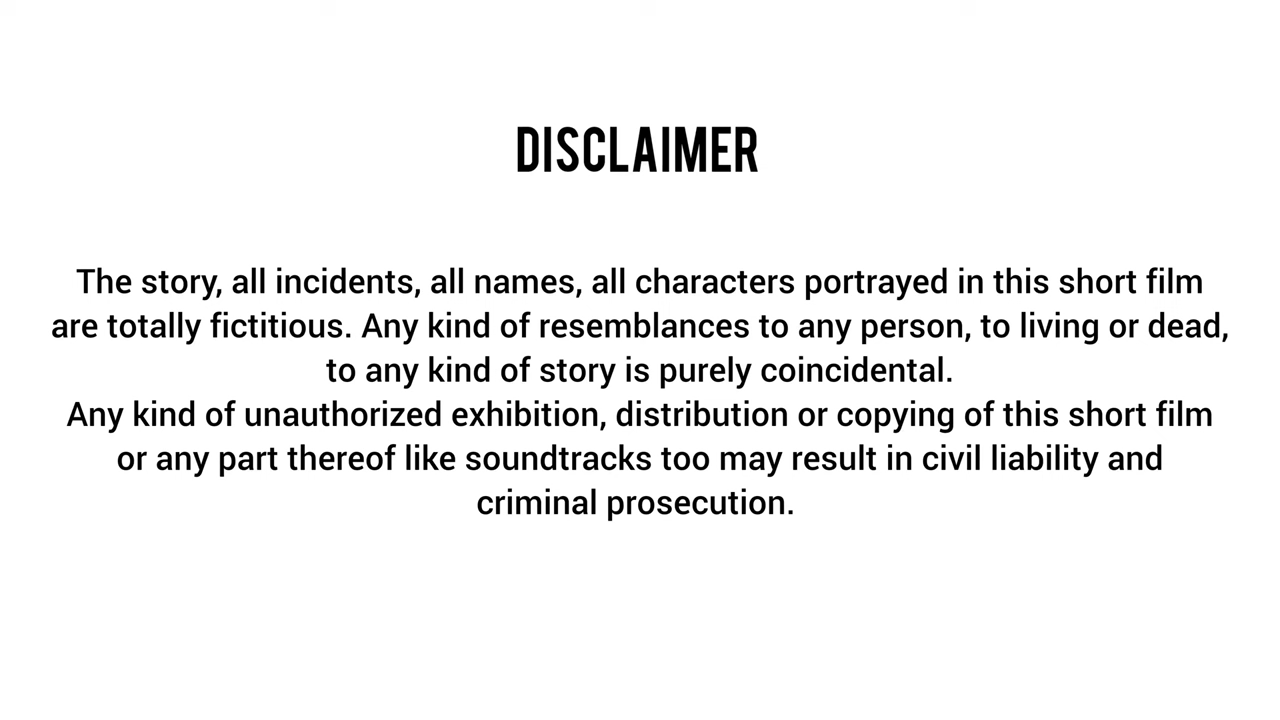 DISCLAIMER
The story, all incidents, all names, all characters portrayed in this short film
are totally fictitious. Any kind of resemblances to any person, to living or dead,
to any kind of story is purely coincidental.
Any kind of unauthorized exhibition, distribution or copying of this short film
or any part thereof like soundtracks too may result in civil liability and
criminal prosecution.